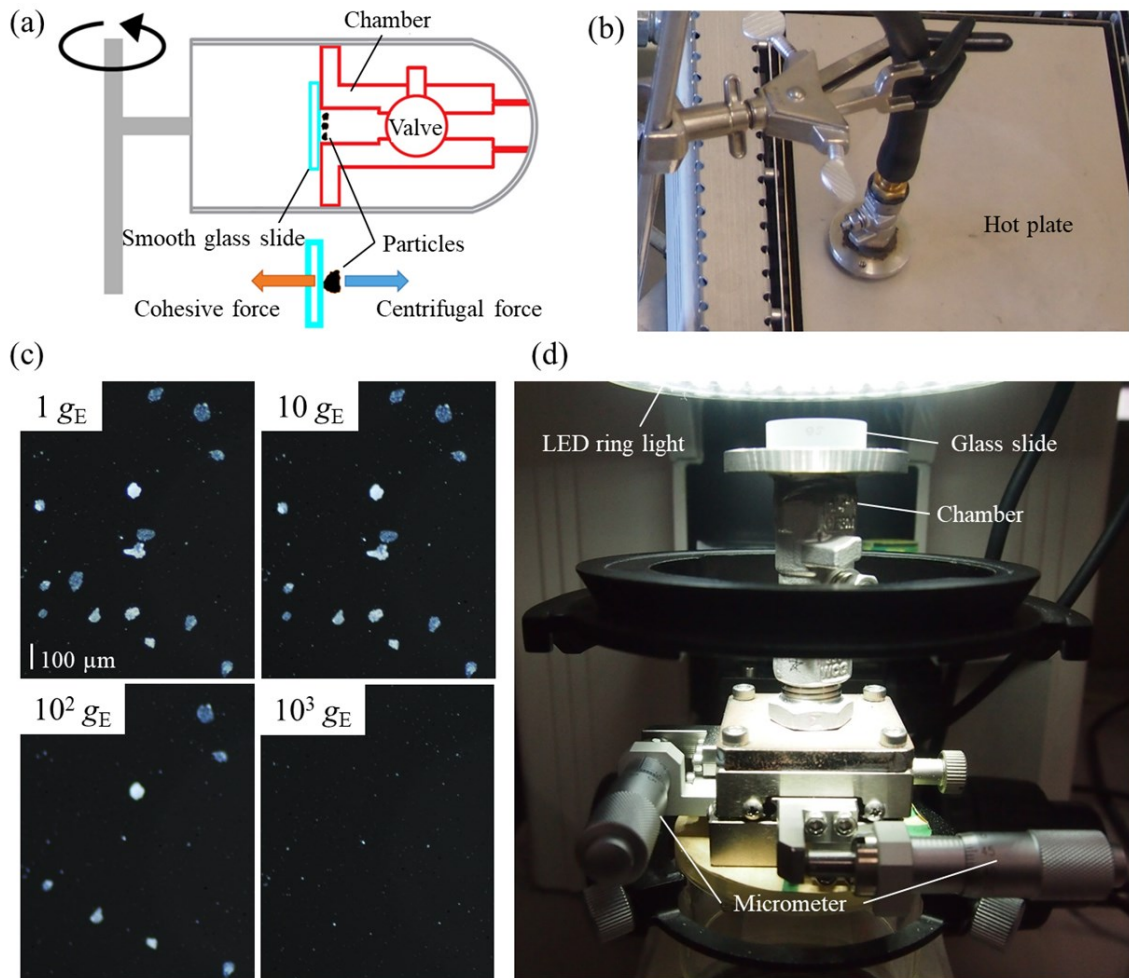 (a)
Chamber
Valve
Smooth glass slide
Particles
Cohesive force
Centrifugal force
(b)
Hot plate
(c)
1 gE
10 gE
100 μm
10² gE
10³ gE
(d)
LED ring light
Glass slide
Chamber
Micrometer